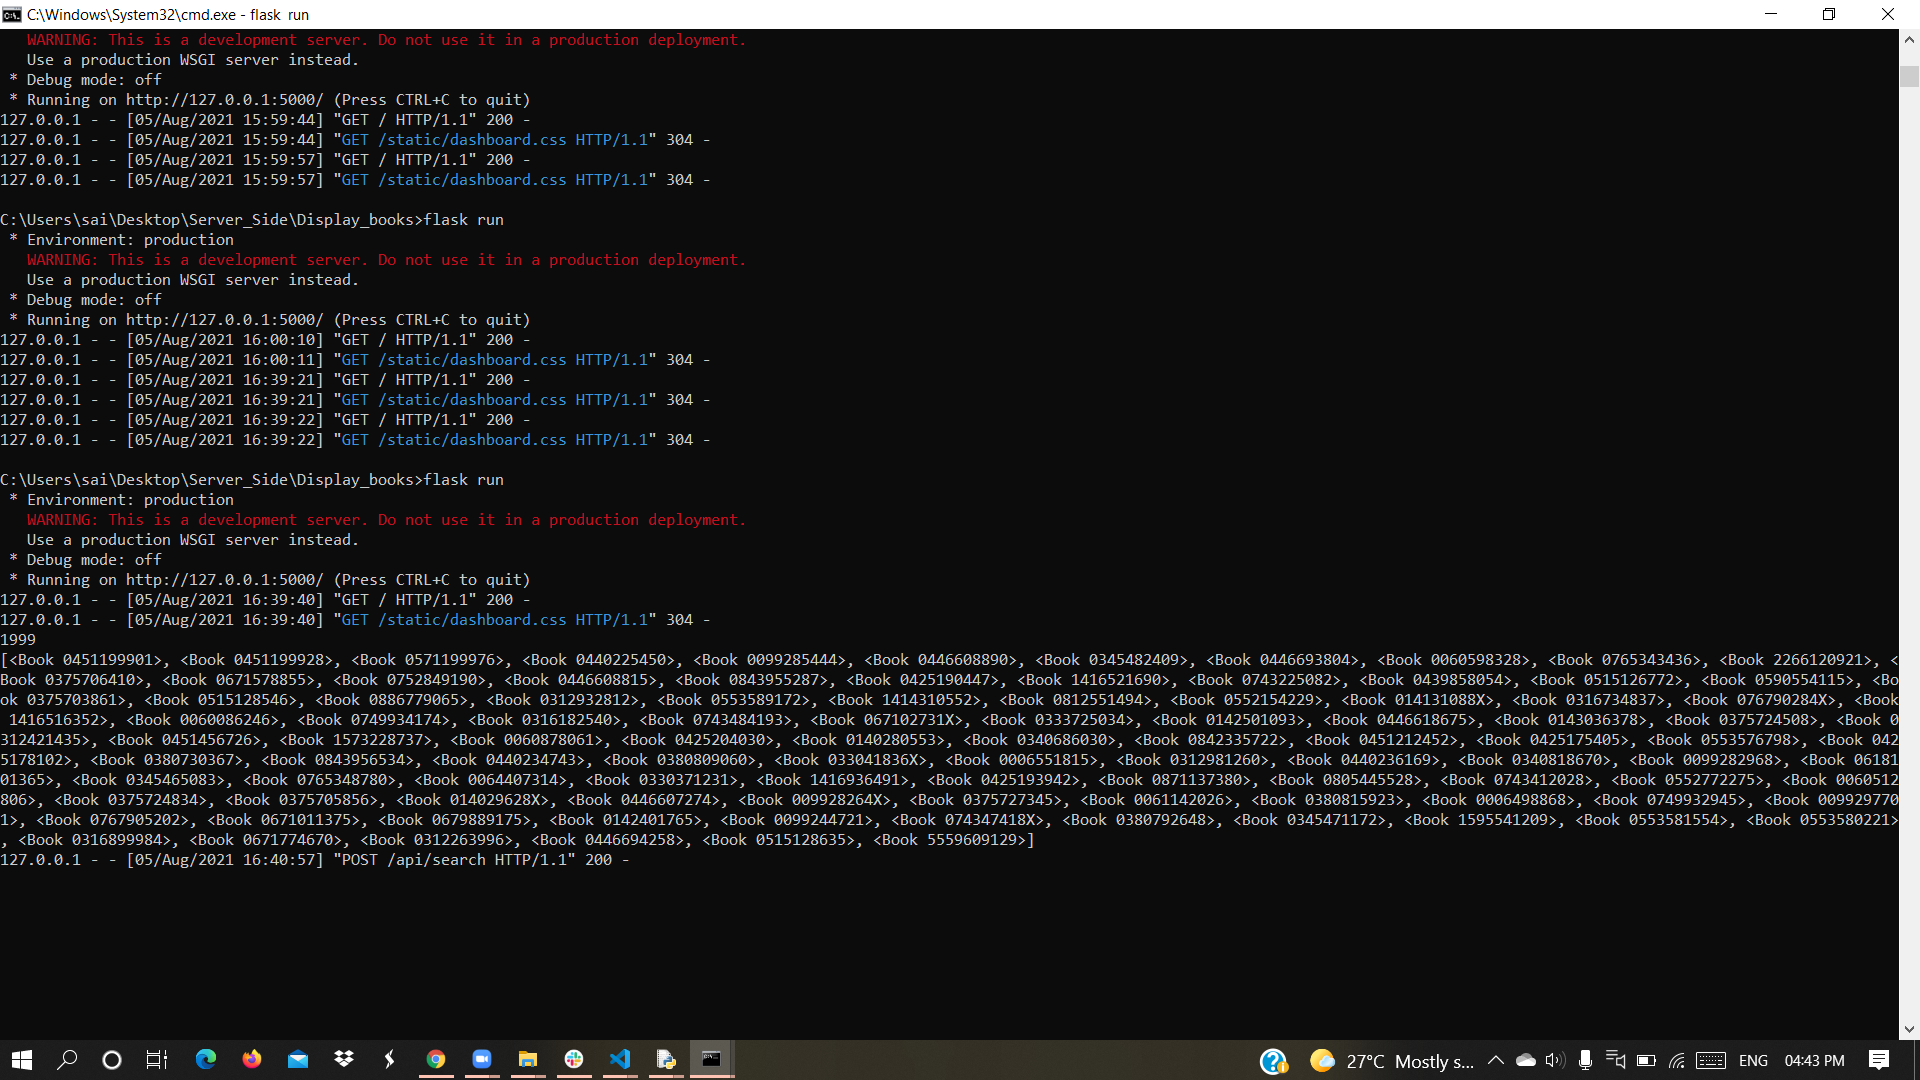 C:\Windows\System32\cmd.exe - flask  run
   WARNING: This is a development server. Do not use it in a production deployment.
   Use a production WSGI server instead.
 * Debug mode: off
 * Running on http://127.0.0.1:5000/ (Press CTRL+C to quit)
127.0.0.1 - - [05/Aug/2021 15:59:44] "GET / HTTP/1.1" 200 -
127.0.0.1 - - [05/Aug/2021 15:59:44] "GET /static/dashboard.css HTTP/1.1" 304 -
127.0.0.1 - - [05/Aug/2021 15:59:57] "GET / HTTP/1.1" 200 -
127.0.0.1 - - [05/Aug/2021 15:59:57] "GET /static/dashboard.css HTTP/1.1" 304 -
C:\Users\sai\Desktop\Server_Side\Display_books>flask run
 * Environment: production
   WARNING: This is a development server. Do not use it in a production deployment.
   Use a production WSGI server instead.
 * Debug mode: off
 * Running on http://127.0.0.1:5000/ (Press CTRL+C to quit)
127.0.0.1 - - [05/Aug/2021 16:00:10] "GET / HTTP/1.1" 200 -
127.0.0.1 - - [05/Aug/2021 16:00:11] "GET /static/dashboard.css HTTP/1.1" 304 -
127.0.0.1 - - [05/Aug/2021 16:39:21] "GET / HTTP/1.1" 200 -
127.0.0.1 - - [05/Aug/2021 16:39:21] "GET /static/dashboard.css HTTP/1.1" 304 -
127.0.0.1 - - [05/Aug/2021 16:39:22] "GET / HTTP/1.1" 200 -
127.0.0.1 - - [05/Aug/2021 16:39:22] "GET /static/dashboard.css HTTP/1.1" 304 -
C:\Users\sai\Desktop\Server_Side\Display_books>flask run
 * Environment: production
   WARNING: This is a development server. Do not use it in a production deployment.
   Use a production WSGI server instead.
 * Debug mode: off
 * Running on http://127.0.0.1:5000/ (Press CTRL+C to quit)
127.0.0.1 - - [05/Aug/2021 16:39:40] "GET / HTTP/1.1" 200 -
127.0.0.1 - - [05/Aug/2021 16:39:40] "GET /static/dashboard.css HTTP/1.1" 304 -
1999
[<Book 0451199901>, <Book 0451199928>, <Book 0571199976>, <Book 0440225450>, <Book 0099285444>, <Book 0446608890>, <Book 0345482409>, <Book 0446693804>, <Book 0060598328>, <Book 0765343436>, <Book 2266120921>, <
Book 0375706410>, <Book 0671578855>, <Book 0752849190>, <Book 0446608815>, <Book 0843955287>, <Book 0425190447>, <Book 1416521690>, <Book 0743225082>, <Book 0439858054>, <Book 0515126772>, <Book 0590554115>, <Bo
ok 0375703861>, <Book 0515128546>, <Book 0886779065>, <Book 0312932812>, <Book 0553589172>, <Book 1414310552>, <Book 0812551494>, <Book 0552154229>, <Book 014131088X>, <Book 0316734837>, <Book 076790284X>, <Book
 1416516352>, <Book 0060086246>, <Book 0749934174>, <Book 0316182540>, <Book 0743484193>, <Book 067102731X>, <Book 0333725034>, <Book 0142501093>, <Book 0446618675>, <Book 0143036378>, <Book 0375724508>, <Book 0
312421435>, <Book 0451456726>, <Book 1573228737>, <Book 0060878061>, <Book 0425204030>, <Book 0140280553>, <Book 0340686030>, <Book 0842335722>, <Book 0451212452>, <Book 0425175405>, <Book 0553576798>, <Book 042
5178102>, <Book 0380730367>, <Book 0843956534>, <Book 0440234743>, <Book 0380809060>, <Book 033041836X>, <Book 0006551815>, <Book 0312981260>, <Book 0440236169>, <Book 0340818670>, <Book 0099282968>, <Book 06181
01365>, <Book 0345465083>, <Book 0765348780>, <Book 0064407314>, <Book 0330371231>, <Book 1416936491>, <Book 0425193942>, <Book 0871137380>, <Book 0805445528>, <Book 0743412028>, <Book 0552772275>, <Book 0060512
806>, <Book 0375724834>, <Book 0375705856>, <Book 014029628X>, <Book 0446607274>, <Book 009928264X>, <Book 0375727345>, <Book 0061142026>, <Book 0380815923>, <Book 0006498868>, <Book 0749932945>, <Book 009929770
1>, <Book 0767905202>, <Book 0671011375>, <Book 0679889175>, <Book 0142401765>, <Book 0099244721>, <Book 074347418X>, <Book 0380792648>, <Book 0345471172>, <Book 1595541209>, <Book 0553581554>, <Book 0553580221>
, <Book 0316899984>, <Book 0671774670>, <Book 0312263996>, <Book 0446694258>, <Book 0515128635>, <Book 5559609129>]
127.0.0.1 - - [05/Aug/2021 16:40:57] "POST /api/search HTTP/1.1" 200 -
27°C Mostly s... ENG 04:43 PM